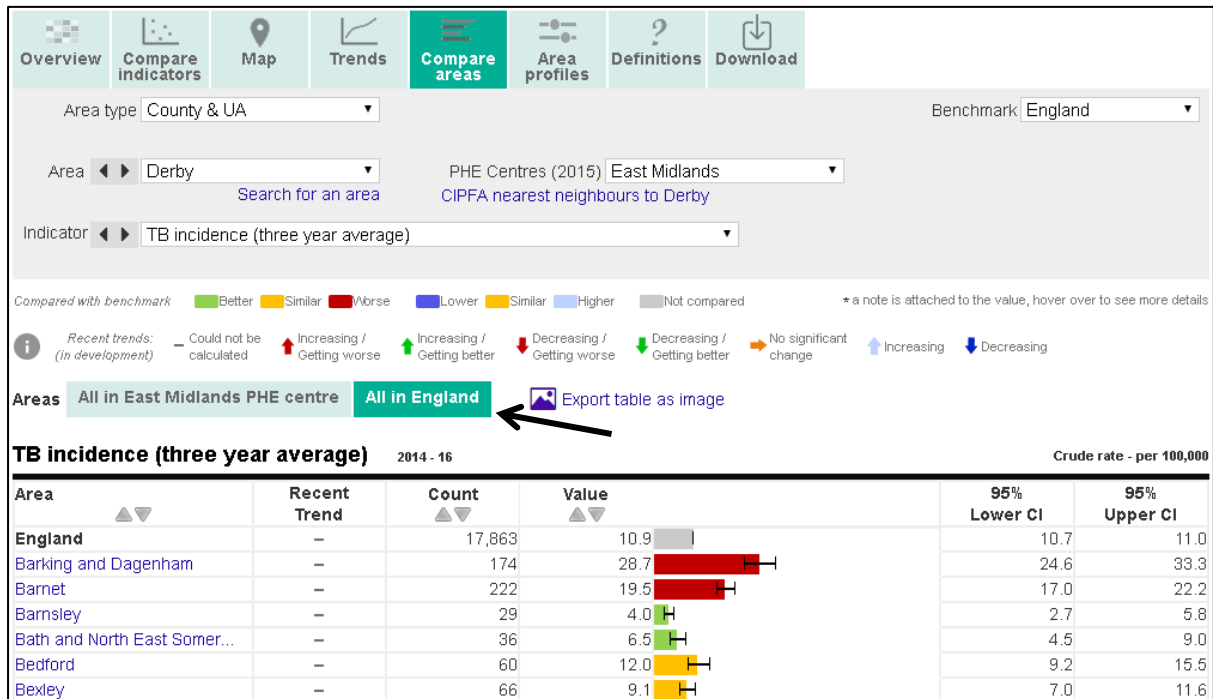 Overview Compare indicators Map Trends Compare areas Area profiles Definitions Download
Area type County & UA Benchmark England
Area Derby PHE Centres (2015) East Midlands
Search for an area CIPFA nearest neighbours to Derby
Indicator TB incidence (three year average)
Compared with benchmark Better Similar Worse Lower Similar Higher Not compared * a note is attached to the value, hover over to see more details
Recent trends: (in development) – Could not be calculated Increasing / Getting worse Increasing / Getting better Decreasing / Getting worse Decreasing / Getting better No significant change Increasing Decreasing
Areas All in East Midlands PHE centre All in England Export table as image
TB incidence (three year average) 2014 - 16 Crude rate - per 100,000
Area Recent Trend Count Value 95% Lower CI 95% Upper CI
England – 17,863 10.9 10.7 11.0
Barking and Dagenham – 174 28.7 24.6 33.3
Barnet – 222 19.5 17.0 22.2
Barnsley – 29 4.0 2.7 5.8
Bath and North East Somer... – 36 6.5 4.5 9.0
Bedford – 60 12.0 9.2 15.5
Bexley – 66 9.1 7.0 11.6